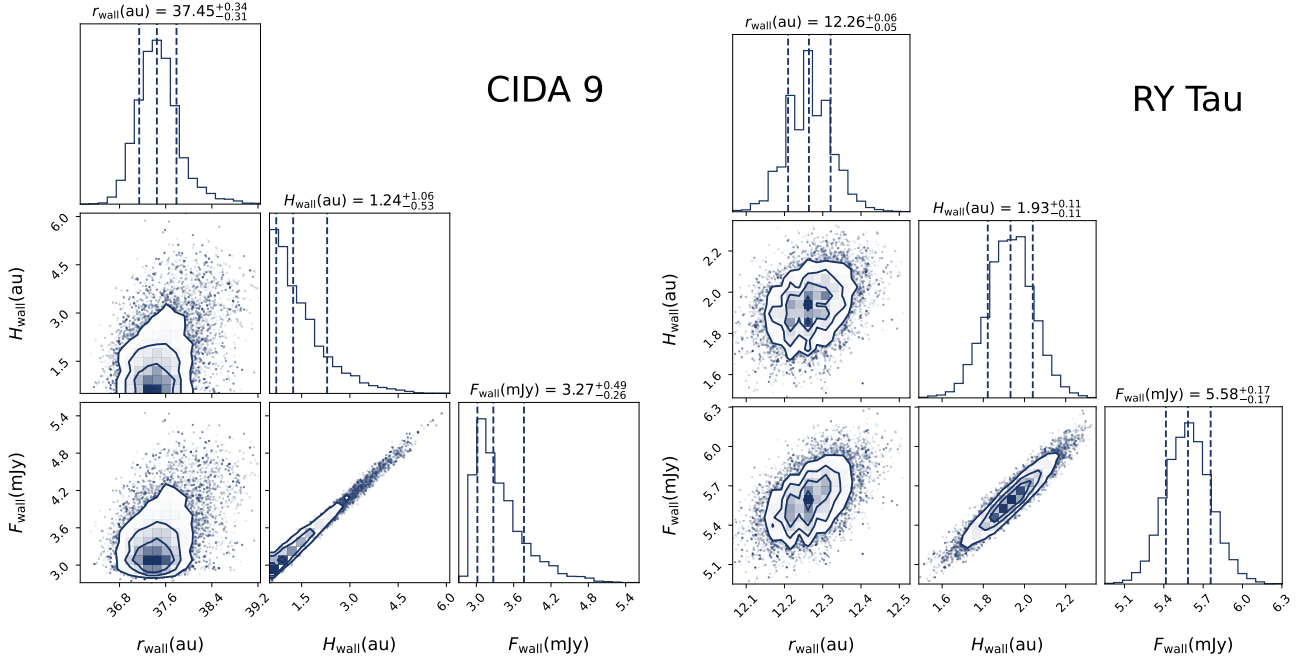 r_wall(au) = 37.45^{+0.34}_{-0.31}
CIDA 9
H_wall(au) = 1.24^{+1.06}_{-0.53}
6.0
4.5
3.0
1.5
H_wall(au)
F_wall(mJy) = 3.27^{+0.49}_{-0.26}
5.4
4.8
4.2
3.6
3.0
F_wall(mJy)
36.8 37.6 38.4 39.2
1.5 3.0 4.5 6.0
3.0 3.6 4.2 4.8 5.4
r_wall(au) H_wall(au) F_wall(mJy)
r_wall(au) = 12.26^{+0.06}_{-0.05}
RY Tau
H_wall(au) = 1.93^{+0.11}_{-0.11}
2.2
2.0
1.8
1.6
H_wall(au)
F_wall(mJy) = 5.58^{+0.17}_{-0.17}
6.3
6.0
5.7
5.4
5.1
F_wall(mJy)
12.1 12.2 12.3 12.4 12.5
1.6 1.8 2.0 2.2
5.1 5.4 5.7 6.0 6.3
r_wall(au) H_wall(au) F_wall(mJy)